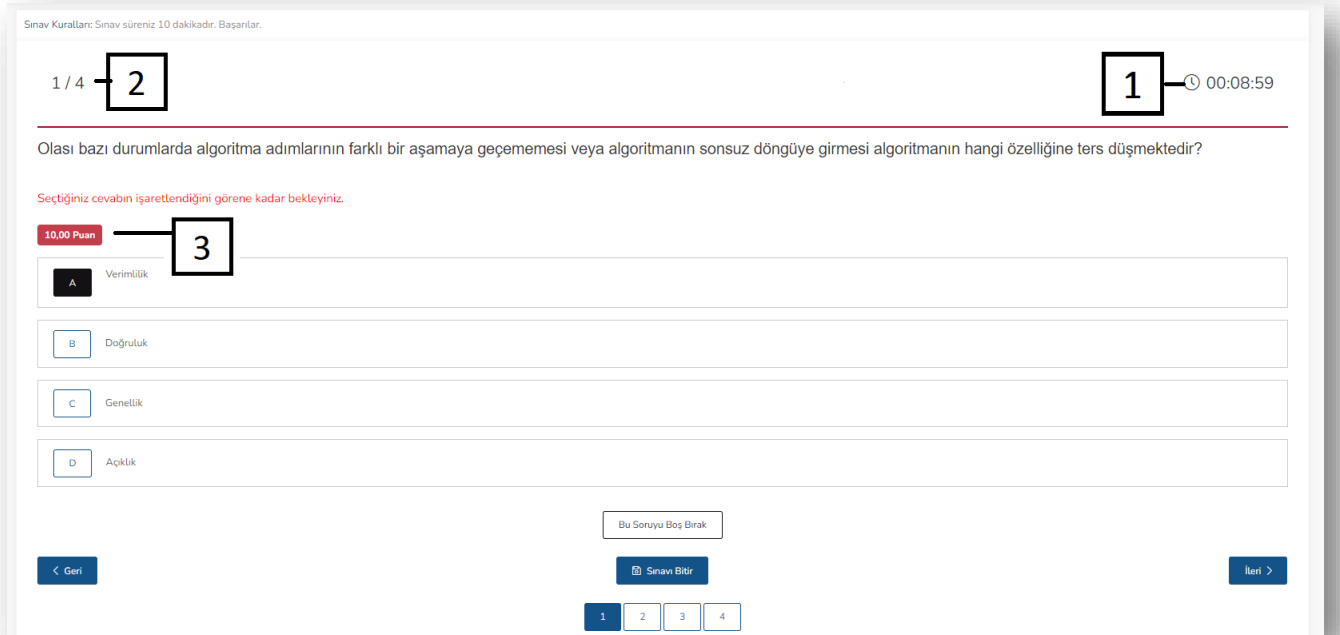 Sınav Kuralları: Sınav süreniz 10 dakikadır. Başarılar.
1 / 4
2
1
00:08:59
Olası bazı durumlarda algoritma adımlarının farklı bir aşamaya geçememesi veya algoritmanın sonsuz döngüye girmesi algoritmanın hangi özelliğine ters düşmektedir?
Seçtiğiniz cevabın işaretlendiğini görene kadar bekleyiniz.
10,00 Puan
3
A Verimlilik
B Doğruluk
C Genellik
D Açıklık
Bu Soruyu Boş Bırak
< Geri
Sınavı Bitir
İleri >
1 2 3 4